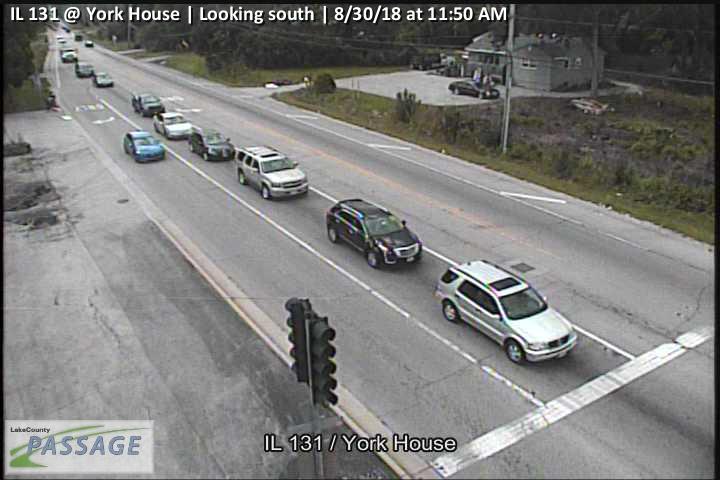 IL 131 @ York House | Looking south | 8/30/18 at 11:50 AM
LakeCounty
PASSAGE
IL 131 / York House